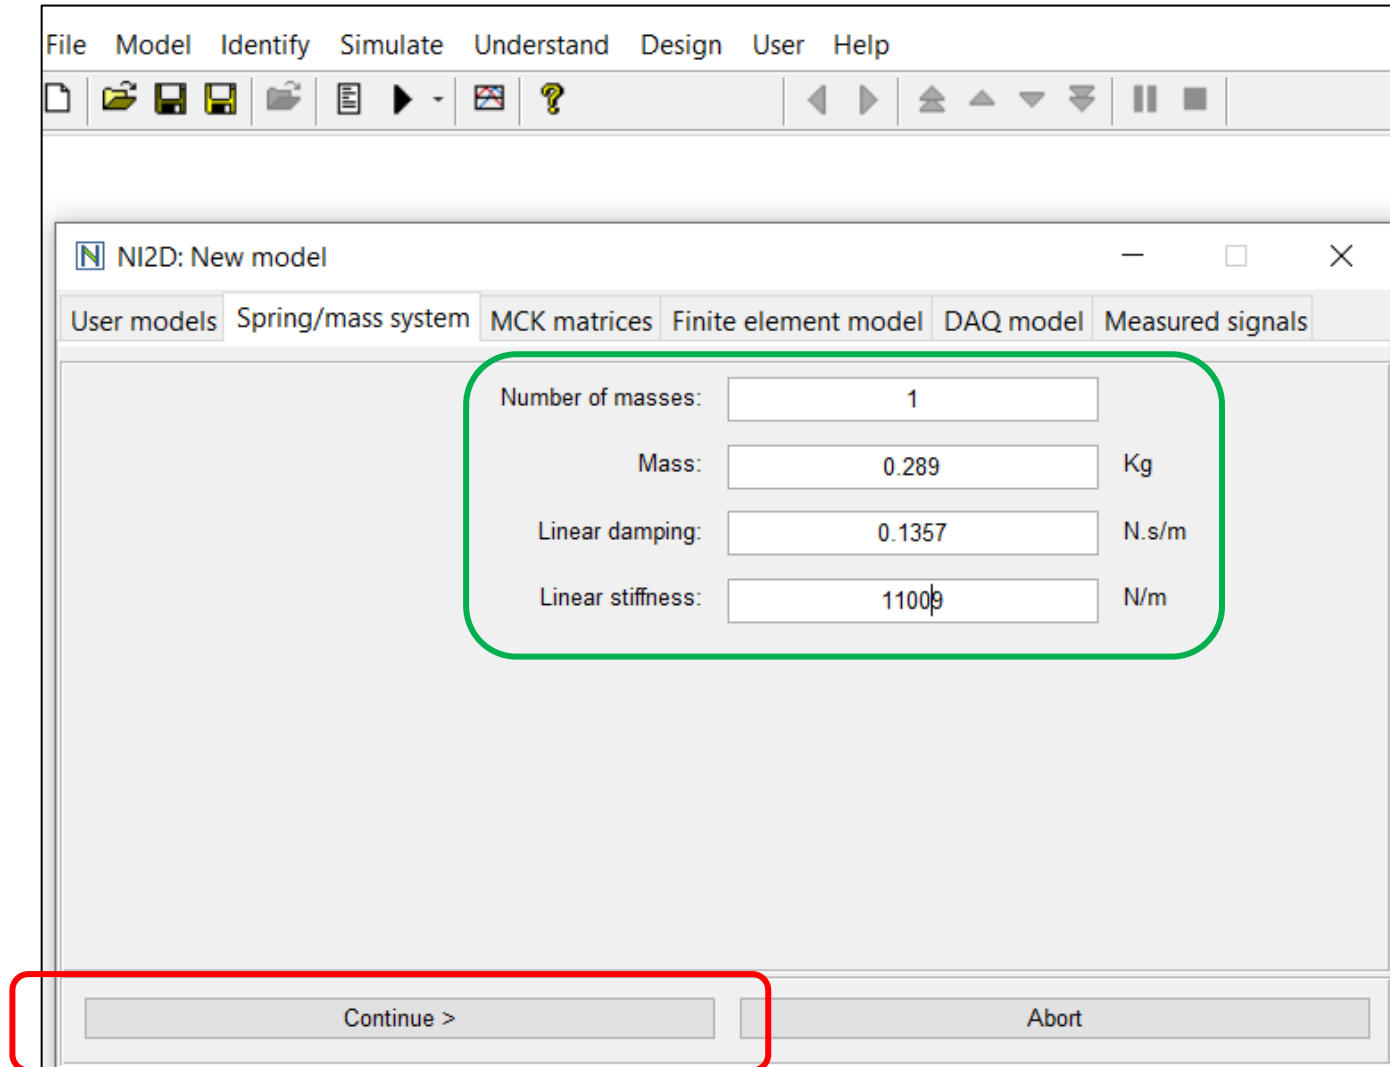 File Model Identify Simulate Understand Design User Help
NI2D: New model
User models Spring/mass system MCK matrices Finite element model DAQ model Measured signals
Number of masses: 1
Mass: 0.289 Kg
Linear damping: 0.1357 N.s/m
Linear stiffness: 11009 N/m
Continue > Abort